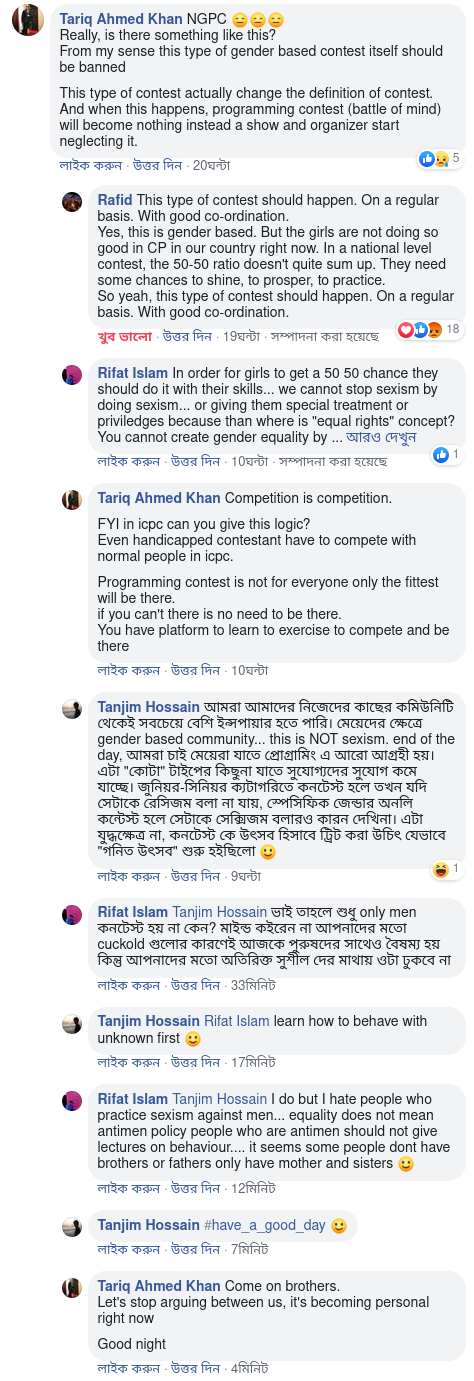 Tariq Ahmed Khan NGPC 😑😑😑
Really, is there something like this?
From my sense this type of gender based contest itself should
be banned
This type of contest actually change the definition of contest.
And when this happens, programming contest (battle of mind)
will become nothing instead a show and organizer start
neglecting it.
5
লাইক করুন · উত্তর দিন · 20ঘন্টা
Rafid This type of contest should happen. On a regular
basis. With good co-ordination.
Yes, this is gender based. But the girls are not doing so
good in CP in our country right now. In a national level
contest, the 50-50 ratio doesn't quite sum up. They need
some chances to shine, to prosper, to practice.
So yeah, this type of contest should happen. On a regular
basis. With good co-ordination.
18
খুব ভালো · উত্তর দিন · 19ঘন্টা · সম্পাদনা করা হয়েছে
Rifat Islam In order for girls to get a 50 50 chance they
should do it with their skills... we cannot stop sexism by
doing sexism... or giving them special treatment or
priviledges because than where is "equal rights" concept?
You cannot create gender equality by ... আরও দেখুন
1
লাইক করুন · উত্তর দিন · 10ঘন্টা · সম্পাদনা করা হয়েছে
Tariq Ahmed Khan Competition is competition.
FYI in icpc can you give this logic?
Even handicapped contestant have to compete with
normal people in icpc.
Programming contest is not for everyone only the fittest
will be there.
if you can't there is no need to be there.
You have platform to learn to exercise to compete and be
there
লাইক করুন · উত্তর দিন · 10ঘন্টা
Tanjim Hossain আমরা আমাদের নিজেদের কাছের কমিউনিটি
থেকেই সবচেয়ে বেশি ইন্সপায়ার হতে পারি। মেয়েদের ক্ষেত্রে
gender based community... this is NOT sexism. end of the
day, আমরা চাই মেয়েরা যাতে প্রোগ্রামিং এ আরো আগ্রহী হয়।
এটা "কোটা" টাইপের কিছুনা যাতে সুযোগ্যদের সুযোগ কমে
যাচ্ছে। জুনিয়র-সিনিয়র ক্যটাগরিতে কনটেস্ট হলে তখন যদি
সেটাকে রেসিজম বলা না যায়, স্পেসিফিক জেন্ডার অনলি
কন্টেস্ট হলে সেটাকে সেক্সিজম বলারও কারন দেখিনা। এটা
যুদ্ধক্ষেত্র না, কনটেস্ট কে উৎসব হিসাবে ট্রিট করা উচিৎ যেভাবে
"গনিত উৎসব" শুরু হইছিলো 🙂
1
লাইক করুন · উত্তর দিন · 9ঘন্টা
Rifat Islam Tanjim Hossain ভাই তাহলে শুধু only men
কনটেস্ট হয় না কেন? মাইন্ড কইরেন না আপনাদের মতো
cuckold গুলোর কারণেই আজকে পুরুষদের সাথেও বৈষম্য হয়
কিন্তু আপনাদের মতো অতিরিক্ত সুশীল দের মাথায় ওটা ঢুকবে না
লাইক করুন · উত্তর দিন · 33মিনিট
Tanjim Hossain Rifat Islam learn how to behave with
unknown first 🙂
লাইক করুন · উত্তর দিন · 17মিনিট
Rifat Islam Tanjim Hossain I do but I hate people who
practice sexism against men... equality does not mean
antimen policy people who are antimen should not give
lectures on behaviour.... it seems some people dont have
brothers or fathers only have mother and sisters 🙂
লাইক করুন · উত্তর দিন · 12মিনিট
Tanjim Hossain #have_a_good_day 🙂
লাইক করুন · উত্তর দিন · 7মিনিট
Tariq Ahmed Khan Come on brothers.
Let's stop arguing between us, it's becoming personal
right now
Good night
লাইক করুন · উত্তর দিন · 4মিনিট